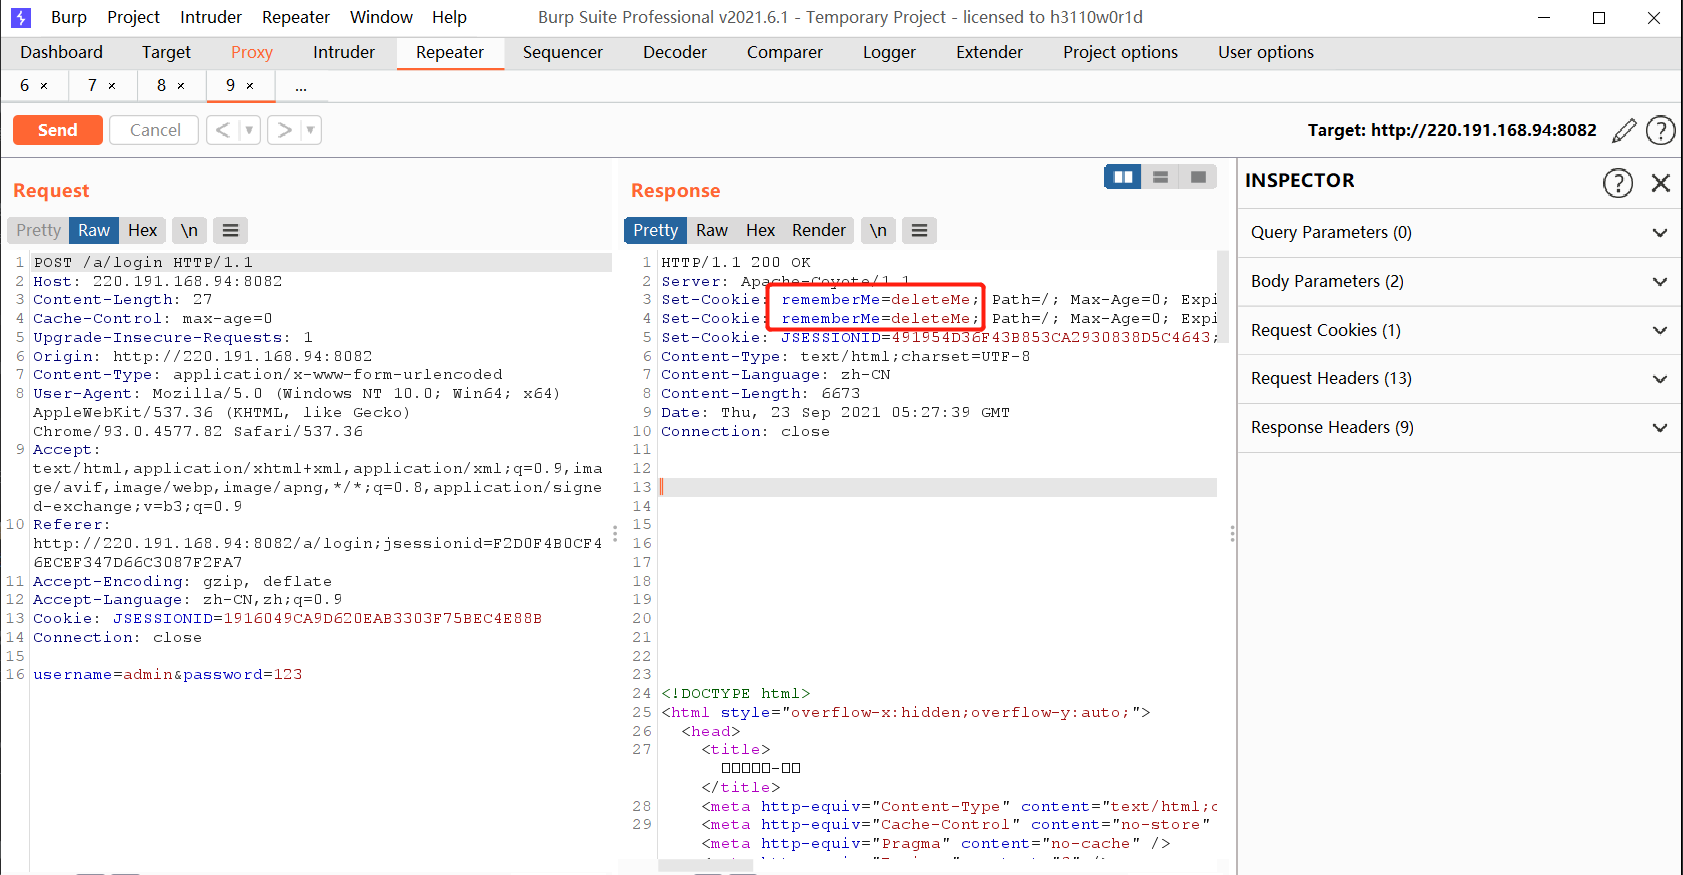 Burp Project Intruder Repeater Window Help Burp Suite Professional v2021.6.1 - Temporary Project - licensed to h3110w0r1d
Dashboard Target Proxy Intruder Repeater Sequencer Decoder Comparer Logger Extender Project options User options
6 × 7 × 8 × 9 × ...
Send Cancel < > Target: http://220.191.168.94:8082 ?
Request
Pretty Raw Hex \n
1 POST /a/login HTTP/1.1
2 Host: 220.191.168.94:8082
3 Content-Length: 27
4 Cache-Control: max-age=0
5 Upgrade-Insecure-Requests: 1
6 Origin: http://220.191.168.94:8082
7 Content-Type: application/x-www-form-urlencoded
8 User-Agent: Mozilla/5.0 (Windows NT 10.0; Win64; x64)
AppleWebKit/537.36 (KHTML, like Gecko)
Chrome/93.0.4577.82 Safari/537.36
9 Accept:
text/html,application/xhtml+xml,application/xml;q=0.9,ima
ge/avif,image/webp,image/apng,*/*;q=0.8,application/signe
d-exchange;v=b3;q=0.9
10 Referer:
http://220.191.168.94:8082/a/login;jsessionid=F2D0F4B0CF4
6ECEF347D66C3087F2FA7
11 Accept-Encoding: gzip, deflate
12 Accept-Language: zh-CN,zh;q=0.9
13 Cookie: JSESSIONID=1916049CA9D620EAB3303F75BEC4E88B
14 Connection: close
15
16 username=admin&password=123
Response
Pretty Raw Hex Render \n
1 HTTP/1.1 200 OK
2 Server: Apache-Coyote/1.1
3 Set-Cookie: rememberMe=deleteMe; Path=/; Max-Age=0; Expi
4 Set-Cookie: rememberMe=deleteMe; Path=/; Max-Age=0; Expi
5 Set-Cookie: JSESSIONID=491954D36F43B853CA2930838D5C4643;
6 Content-Type: text/html;charset=UTF-8
7 Content-Language: zh-CN
8 Content-Length: 6673
9 Date: Thu, 23 Sep 2021 05:27:39 GMT
10 Connection: close
11
12
13
14
15
16
17
18
19
20
21
22
23
24 <!DOCTYPE html>
25 <html style="overflow-x:hidden;overflow-y:auto;">
26 <head>
27 <title>
□□□□□-□□
</title>
28 <meta http-equiv="Content-Type" content="text/html;c
29 <meta http-equiv="Cache-Control" content="no-store"
<meta http-equiv="Pragma" content="no-cache" />
INSPECTOR ?
Query Parameters (0)
Body Parameters (2)
Request Cookies (1)
Request Headers (13)
Response Headers (9)